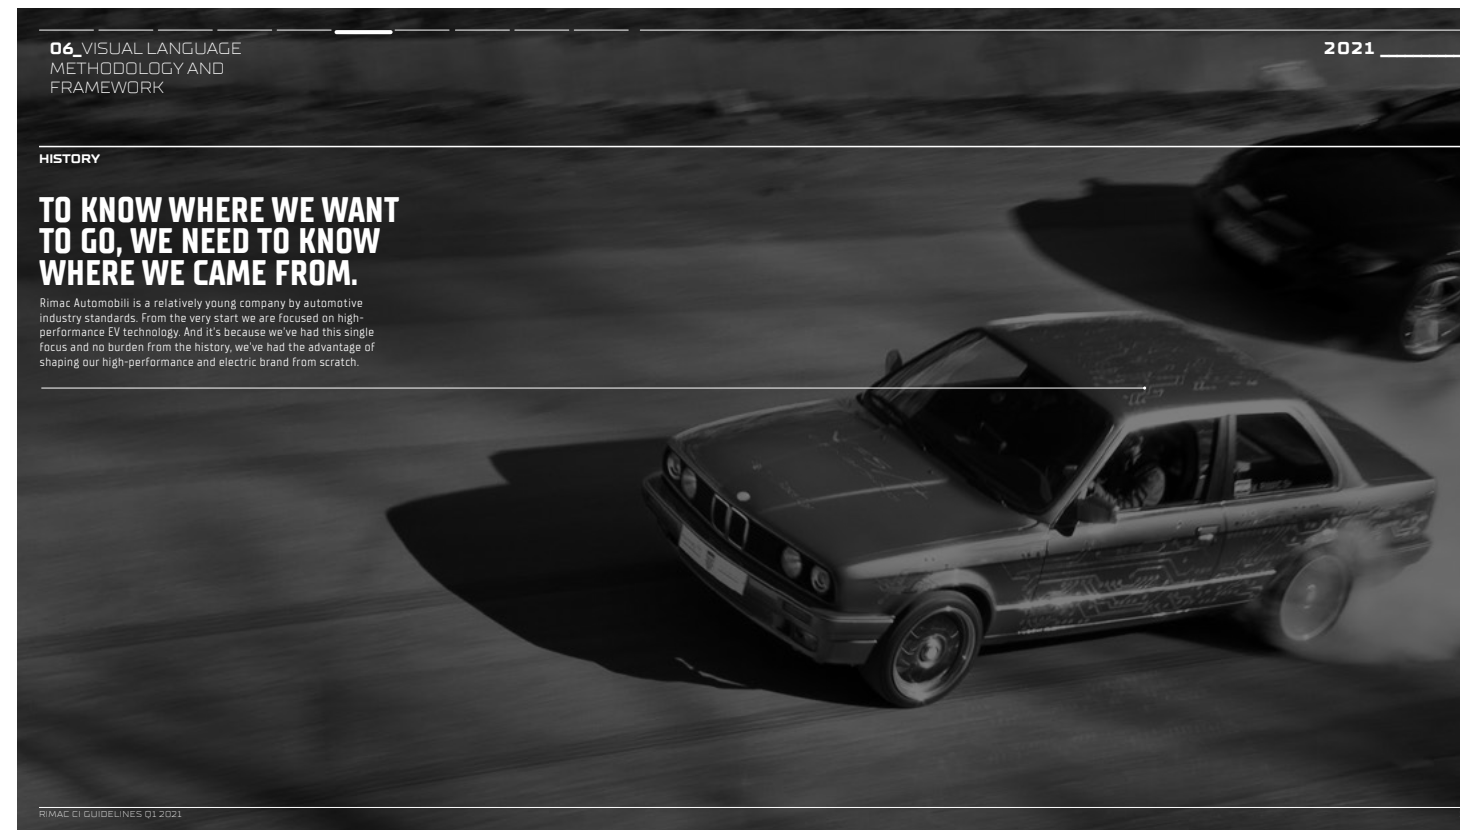 06_VISUAL LANGUAGE
METHODOLOGY AND
FRAMEWORK
2021
HISTORY
TO KNOW WHERE WE WANT
TO GO, WE NEED TO KNOW
WHERE WE CAME FROM.
Rimac Automobili is a relatively young company by automotive
industry standards. From the very start we are focused on high-
performance EV technology. And it's because we've had this single
focus and no burden from the history, we've had the advantage of
shaping our high-performance and electric brand from scratch.
RIMAC CI GUIDELINES Q1 2021